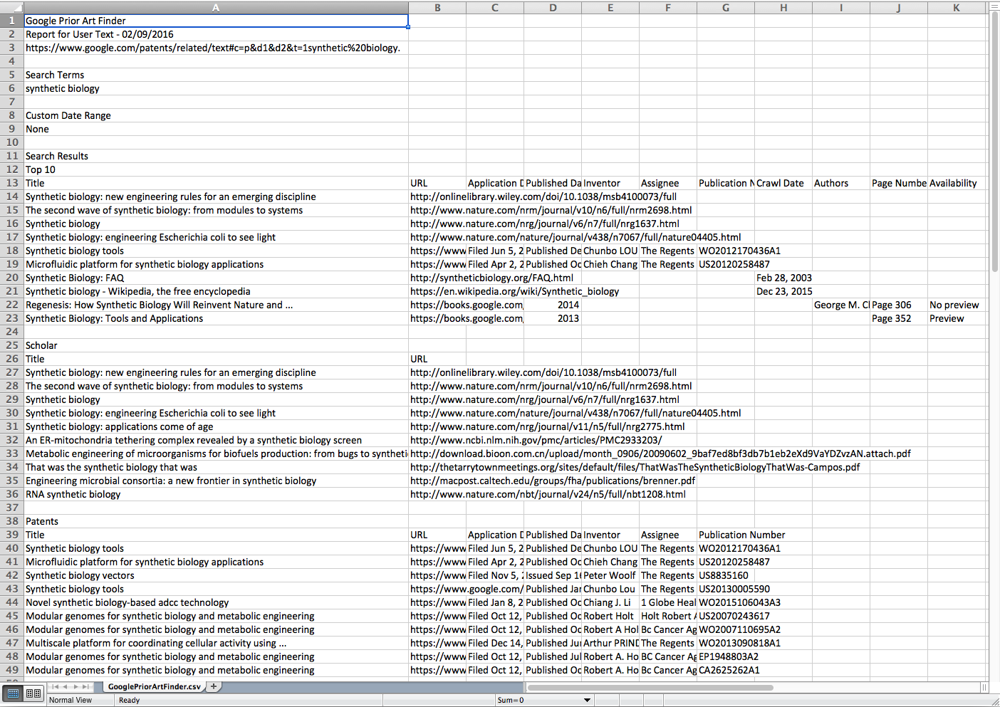 A B C D E F G H I J K
1 Google Prior Art Finder
2 Report for User Text - 02/09/2016
3 https://www.google.com/patents/related/text#c=p&d1&d2&t=1synthetic%20biology.
4
5 Search Terms
6 synthetic biology
7
8 Custom Date Range
9 None
10
11 Search Results
12 Top 10
13 Title URL Application D Published Da Inventor Assignee Publication N Crawl Date Authors Page Numbe Availability
14 Synthetic biology: new engineering rules for an emerging discipline http://onlinelibrary.wiley.com/doi/10.1038/msb4100073/full
15 The second wave of synthetic biology: from modules to systems http://www.nature.com/nrm/journal/v10/n6/full/nrm2698.html
16 Synthetic biology http://www.nature.com/nrg/journal/v6/n7/full/nrg1637.html
17 Synthetic biology: engineering Escherichia coli to see light http://www.nature.com/nature/journal/v438/n7067/full/nature04405.html
18 Synthetic biology tools https://www Filed Jun 5, 2 Published De Chunbo LOU The Regents WO2012170436A1
19 Microfluidic platform for synthetic biology applications https://www Filed Apr 2, 2 Published Oc Chieh Chang The Regents US20120258487
20 Synthetic Biology: FAQ http://syntheticbiology.org/FAQ.html Feb 28, 2003
21 Synthetic biology - Wikipedia, the free encyclopedia https://en.wikipedia.org/wiki/Synthetic_biology Dec 23, 2015
22 Regenesis: How Synthetic Biology Will Reinvent Nature and ... https://books.google.com, 2014 George M. Cl Page 306 No preview
23 Synthetic Biology: Tools and Applications https://books.google.com, 2013 Page 352 Preview
24
25 Scholar
26 Title URL
27 Synthetic biology: new engineering rules for an emerging discipline http://onlinelibrary.wiley.com/doi/10.1038/msb4100073/full
28 The second wave of synthetic biology: from modules to systems http://www.nature.com/nrm/journal/v10/n6/full/nrm2698.html
29 Synthetic biology http://www.nature.com/nrg/journal/v6/n7/full/nrg1637.html
30 Synthetic biology: engineering Escherichia coli to see light http://www.nature.com/nature/journal/v438/n7067/full/nature04405.html
31 Synthetic biology: applications come of age http://www.nature.com/nrg/journal/v11/n5/full/nrg2775.html
32 An ER-mitochondria tethering complex revealed by a synthetic biology screen http://www.ncbi.nlm.nih.gov/pmc/articles/PMC2933203/
33 Metabolic engineering of microorganisms for biofuels production: from bugs to syntheti http://download.bioon.com.cn/upload/month_0906/20090602_9baf7ed8bf3db7b1eb2eXd9VaYDZvzAN.attach.pdf
34 That was the synthetic biology that was http://thetarrytownmeetings.org/sites/default/files/ThatWasTheSyntheticBiologyThatWas-Campos.pdf
35 Engineering microbial consortia: a new frontier in synthetic biology http://macpost.caltech.edu/groups/fha/publications/brenner.pdf
36 RNA synthetic biology http://www.nature.com/nbt/journal/v24/n5/full/nbt1208.html
37
38 Patents
39 Title URL Application D Published Da Inventor Assignee Publication Number
40 Synthetic biology tools https://www Filed Jun 5, 2 Published De Chunbo LOU The Regents WO2012170436A1
41 Microfluidic platform for synthetic biology applications https://www Filed Apr 2, 2 Published Oc Chieh Chang The Regents US20120258487
42 Synthetic biology vectors https://www Filed Nov 5, 2 Issued Sep 16 Peter Woolf The Regents US8835160
43 Synthetic biology tools https://www.google.com/ Published Jan Chunbo Lou The Regents US20130005590
44 Novel synthetic biology-based adcc technology https://www Filed Jan 8, 2 Published Oc Chiang J. Li 1 Globe Heal WO2015106043A3
45 Modular genomes for synthetic biology and metabolic engineering https://www Filed Oct 12, Published Oc Robert Holt Holt Robert A US20070243617
46 Modular genomes for synthetic biology and metabolic engineering https://www Filed Oct 12, Published Oc Robert A Hol Bc Cancer Ag WO2007110695A2
47 Multiscale platform for coordinating cellular activity using ... https://www Filed Dec 14, Published Jun Arthur PRIND The Regents WO2013090818A1
48 Modular genomes for synthetic biology and metabolic engineering https://www Filed Oct 12, Published Jul Robert A. Ho BC Cancer Ag EP1948803A2
49 Modular genomes for synthetic biology and metabolic engineering https://www Filed Oct 12, Published Oc Robert A. Ho Bc Cancer Ag CA2625262A1
GooglePriorArtFinder.csv +
Normal View Ready Sum=0